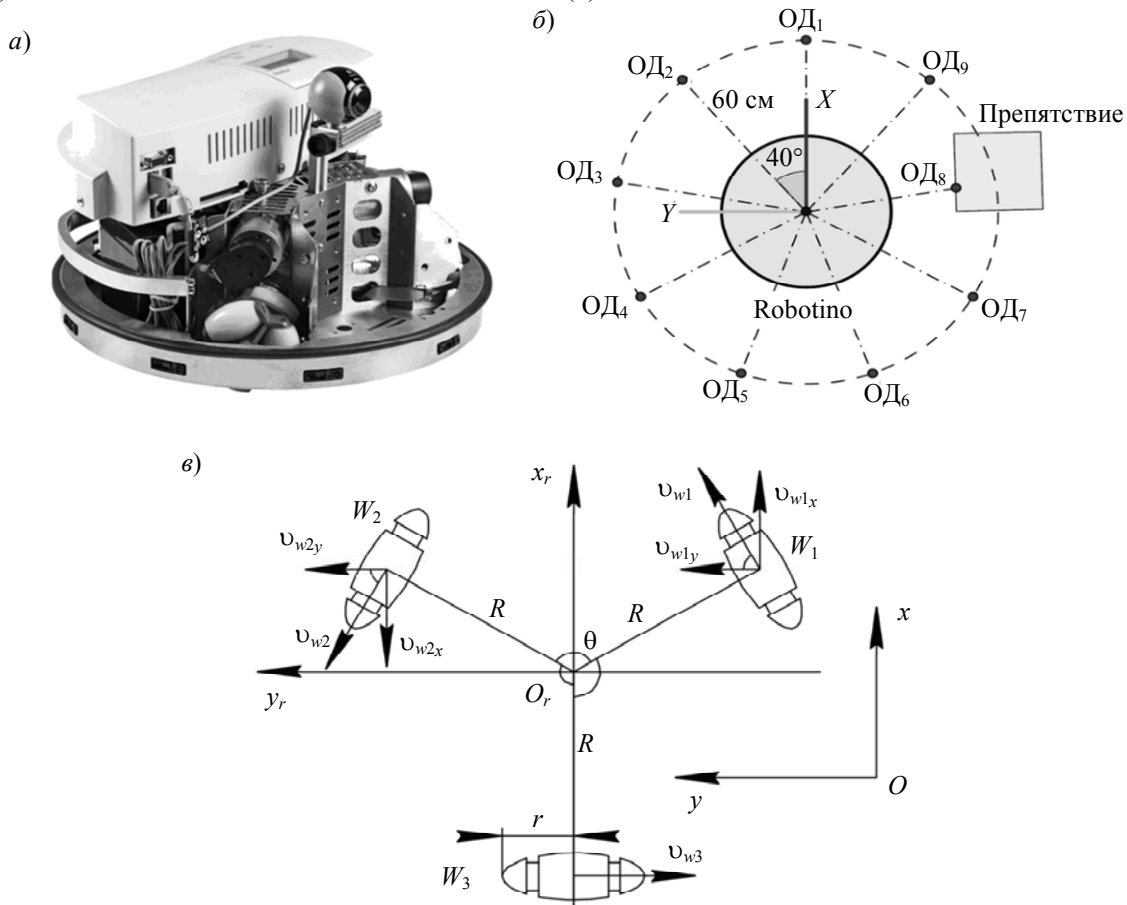 а)
б)
ОД₁
ОД₂
ОД₉
60 см
X
Препятствие
40°
ОД₃
ОД₈
Y
ОД₄
Robotino
ОД₇
ОД₅
ОД₆
в)
xᵣ
υw1
υw1x
W₂
υw2y
υw1y
W₁
R
R
θ
x
υw2
υw2x
yᵣ
Oᵣ
R
y
O
r
W₃
υw3